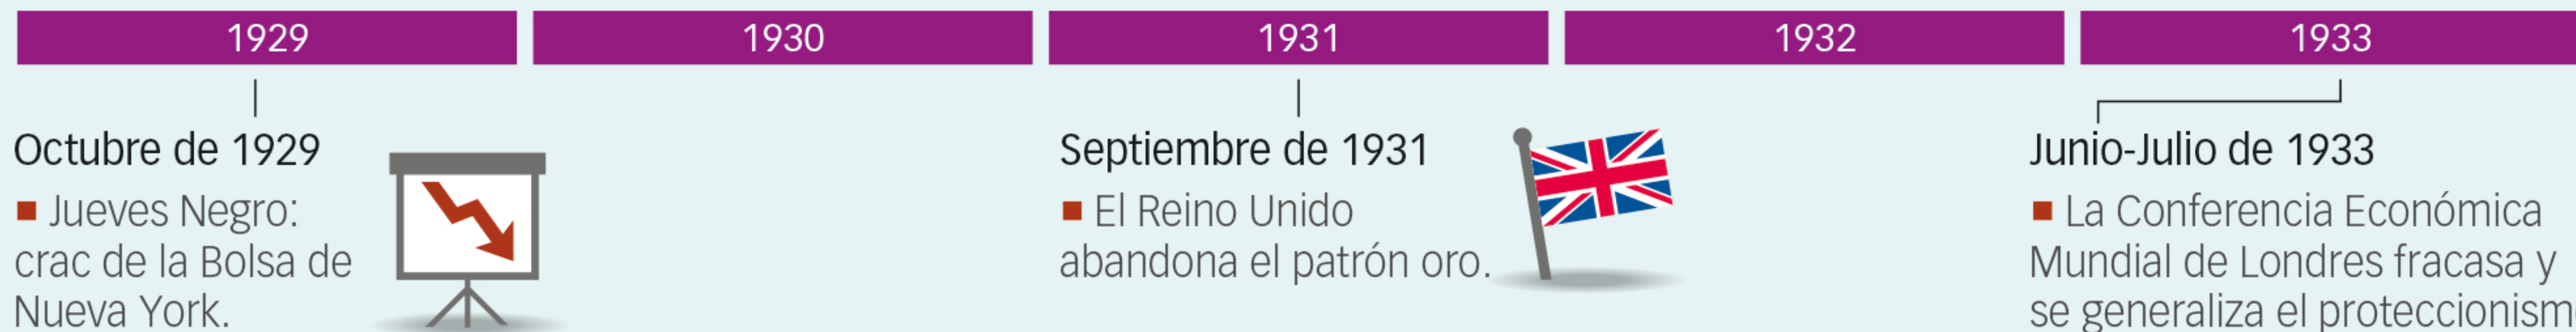 1929
1930
1931
1932
1933
Octubre de 1929
■ Jueves Negro:
crac de la Bolsa de
Nueva York.
Septiembre de 1931
■ El Reino Unido
abandona el patrón oro.
Junio-Julio de 1933
■ La Conferencia Económica
Mundial de Londres fracasa y
se generaliza el